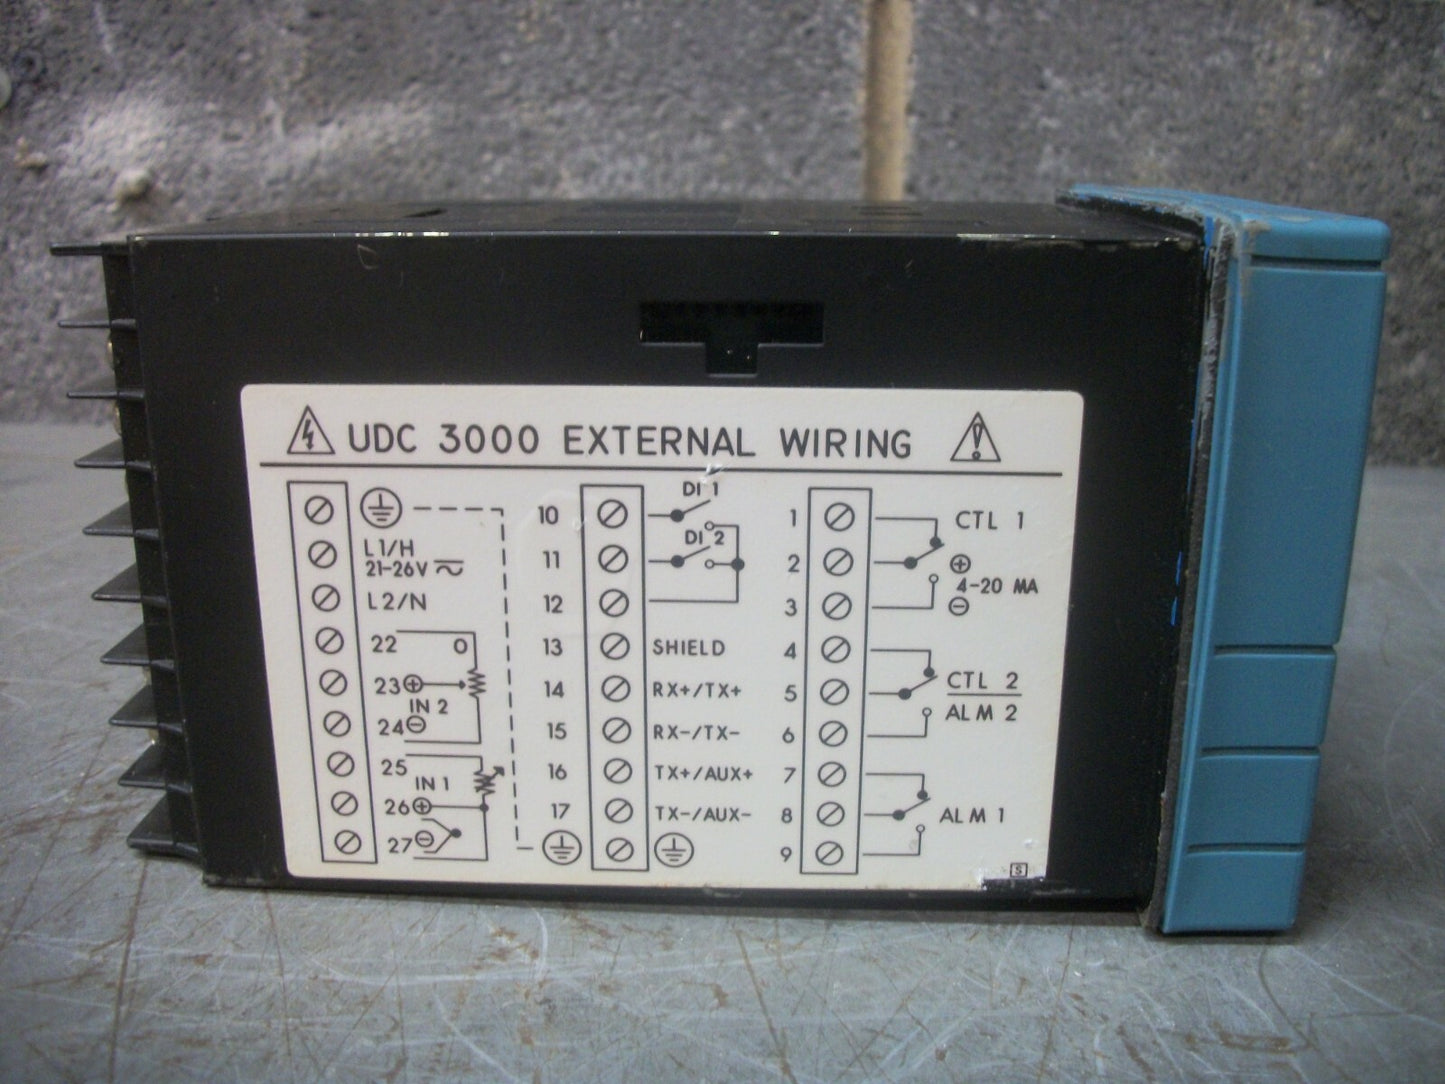 UDC 3000 EXTERNAL WIRING
L1/H
21-26V
L2/N
22 0
23 +
IN 2
24 -
25
IN 1
26 +
27 -
10 DI 1
11 DI 2
12
13 SHIELD
14 RX+/TX+
15 RX-/TX-
16 TX+/AUX+
17 TX-/AUX-
1 CTL 1
2 +
4-20 MA
3 -
4
5 CTL 2
ALM 2
6
7
8 ALM 1
9
S